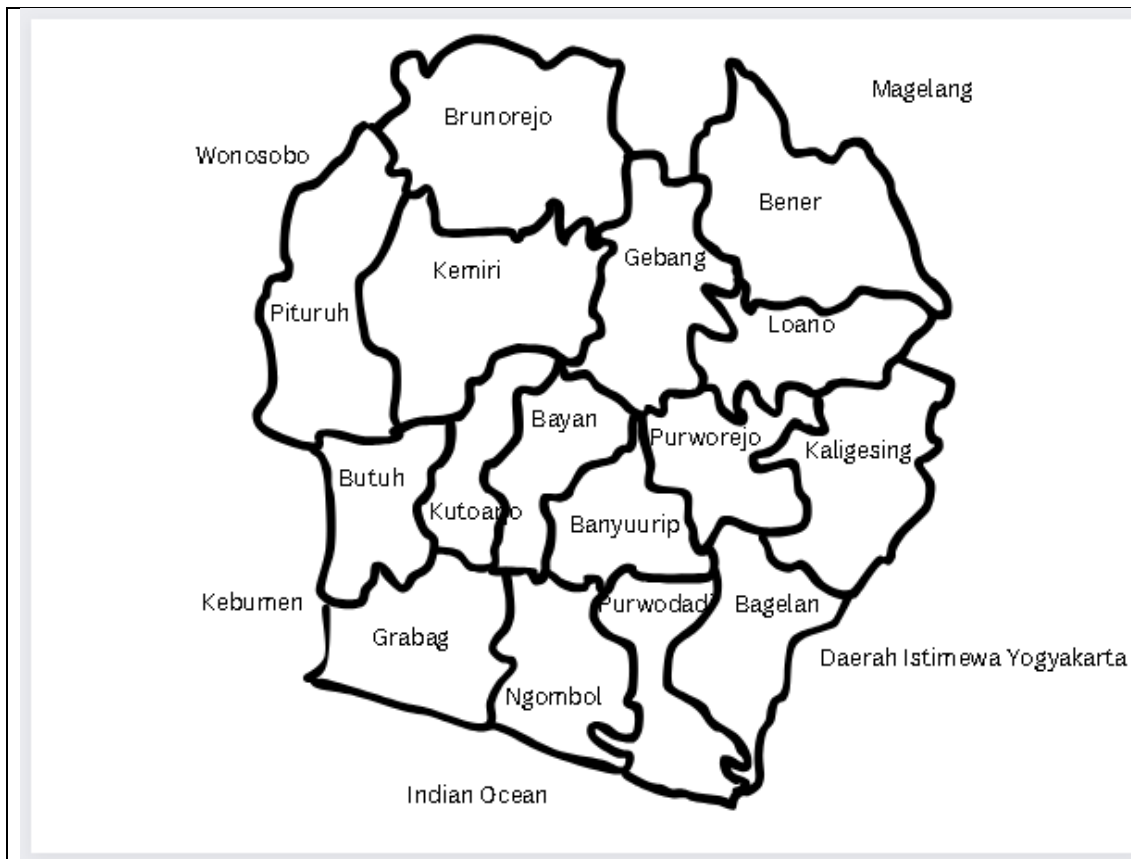 Magelang
Brunorejo
Wonosobo
Bener
Gebang
Kemiri
Pituruh
Loano
Bayan
Purworejo
Kaligesing
Butuh
Kutoarjo
Banyuurip
Kebumen
Purwodadi
Bagelan
Grabag
Daerah Istimewa Yogyakarta
Ngombol
Indian Ocean